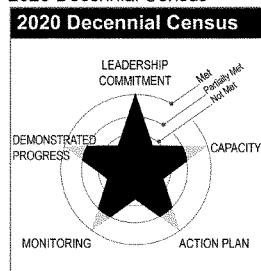 2020 Decennial Census
LEADERSHIP
COMMITMENT
Met
Partially Met
Not Met
DEMONSTRATED
PROGRESS
CAPACITY
MONITORING
ACTION PLAN